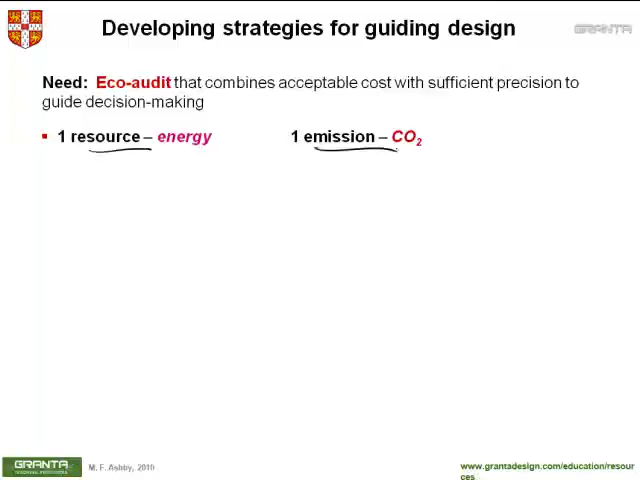 Developing strategies for guiding design
GRANTA
Need: Eco-audit that combines acceptable cost with sufficient precision to
guide decision-making
▪ 1 resource – energy 1 emission – CO₂
GRANTA
M. F. Ashby, 2010
www.grantadesign.com/education/resour
ces